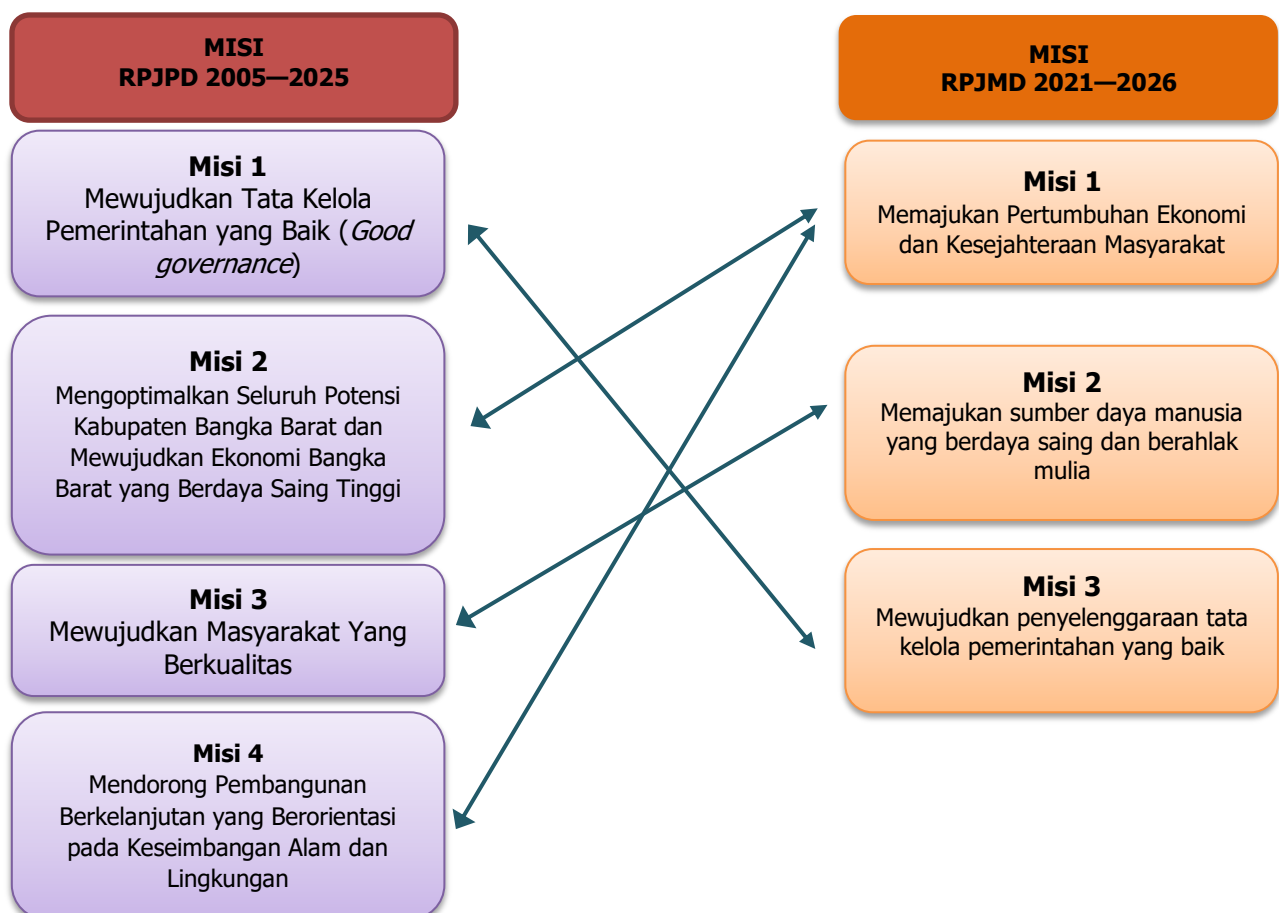 MISI
RPJPD 2005—2025
Misi 1
Mewujudkan Tata Kelola
Pemerintahan yang Baik (Good
governance)
Misi 2
Mengoptimalkan Seluruh Potensi
Kabupaten Bangka Barat dan
Mewujudkan Ekonomi Bangka
Barat yang Berdaya Saing Tinggi
Misi 3
Mewujudkan Masyarakat Yang
Berkualitas
Misi 4
Mendorong Pembangunan
Berkelanjutan yang Berorientasi
pada Keseimbangan Alam dan
Lingkungan
MISI
RPJMD 2021—2026
Misi 1
Memajukan Pertumbuhan Ekonomi
dan Kesejahteraan Masyarakat
Misi 2
Memajukan sumber daya manusia
yang berdaya saing dan berahlak
mulia
Misi 3
Mewujudkan penyelenggaraan tata
kelola pemerintahan yang baik